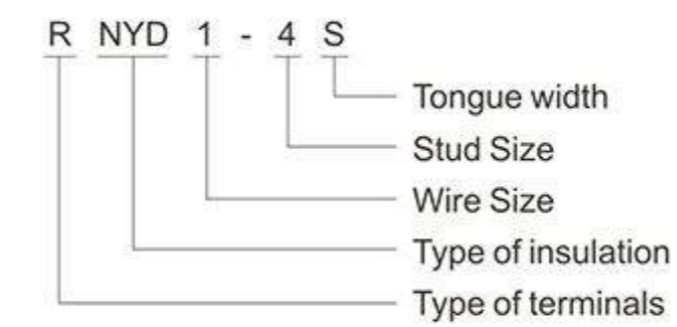 R NYD 1 - 4 S
Tongue width
Stud Size
Wire Size
Type of insulation
Type of terminals